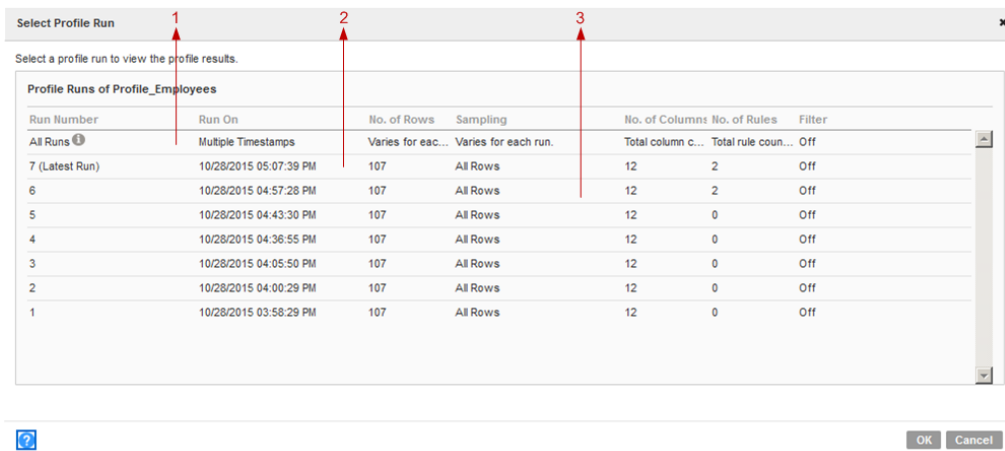 1 2 3
Select Profile Run
Select a profile run to view the profile results.
Profile Runs of Profile_Employees
Run Number Run On No. of Rows Sampling No. of Columns No. of Rules Filter
All Runs Multiple Timestamps Varies for eac... Varies for each run. Total column c... Total rule coun... Off
7 (Latest Run) 10/28/2015 05:07:39 PM 107 All Rows 12 2 Off
6 10/28/2015 04:57:28 PM 107 All Rows 12 2 Off
5 10/28/2015 04:43:30 PM 107 All Rows 12 0 Off
4 10/28/2015 04:36:55 PM 107 All Rows 12 0 Off
3 10/28/2015 04:05:50 PM 107 All Rows 12 0 Off
2 10/28/2015 04:00:29 PM 107 All Rows 12 0 Off
1 10/28/2015 03:58:29 PM 107 All Rows 12 0 Off
OK Cancel